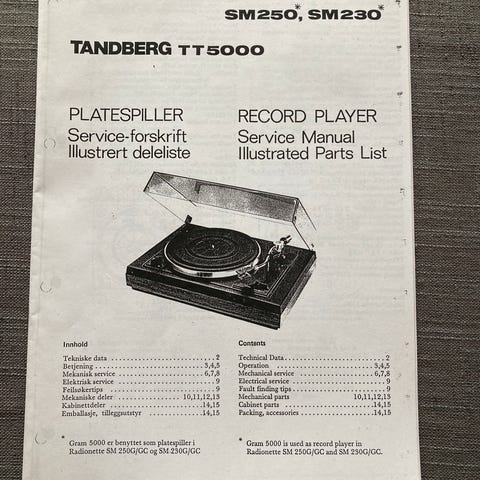 SM250*, SM230*
TANDBERG TT5000
PLATESPILLER
Service-forskrift
Illustrert deleliste
RECORD PLAYER
Service Manual
Illustrated Parts List
Innhold
Tekniske data ........................ 2
Betjening ........................ 3,4,5
Mekanisk service ........................ 6,7,8
Elektrisk service ........................ 9
Feilsøkertips ........................ 9
Mekaniske deler ........................ 10,11,12,13
Kabinettdeler ........................ 14,15
Emballasje, tilleggsutstyr ........................ 14,15
* Gram 5000 er benyttet som platespiller i
Radionette SM 250G/GC og SM 230G/GC
Contents
Technical Data ........................ 2
Operation ........................ 3,4,5
Mechanical service ........................ 6,7,8
Electrical service ........................ 9
Fault finding tips ........................ 9
Mechanical parts ........................ 10,11,12,13
Cabinet parts ........................ 14,15
Packing, accessories ........................ 14,15
* Gram 5000 is used as record player in
Radionette SM 250G/GC and SM 230G/GC.